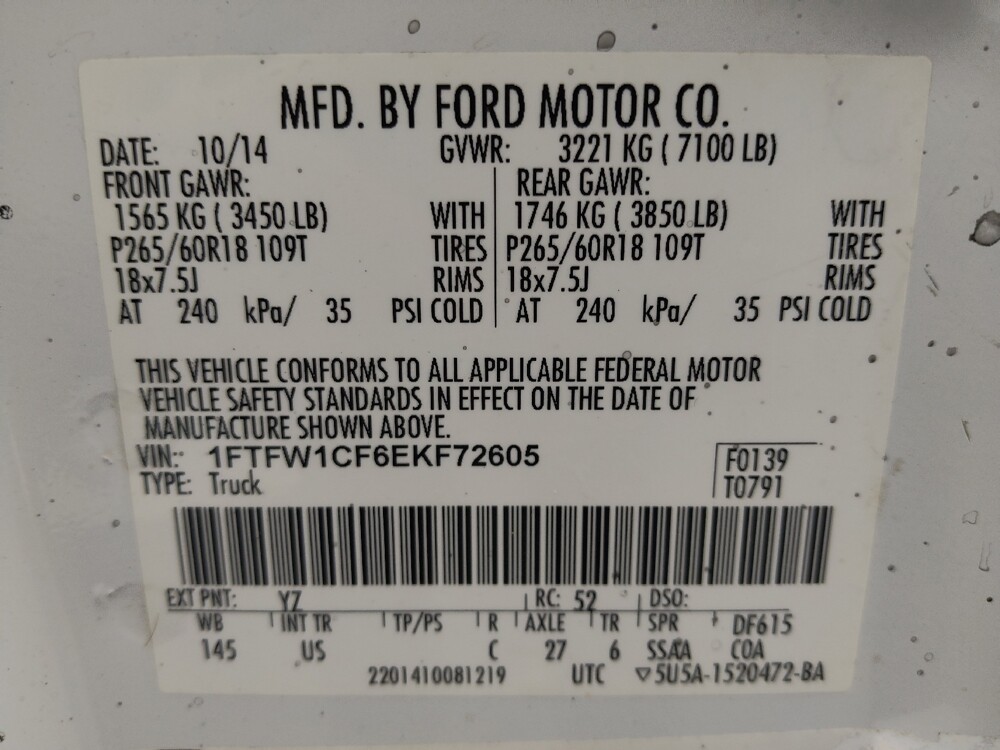 MFD. BY FORD MOTOR CO.
DATE: 10/14 GVWR: 3221 KG ( 7100 LB)
FRONT GAWR: REAR GAWR:
1565 KG ( 3450 LB) WITH 1746 KG ( 3850 LB) WITH
P265/60R18 109T TIRES P265/60R18 109T TIRES
18x7.5J RIMS 18x7.5J RIMS
AT 240 kPa/ 35 PSI COLD AT 240 kPa/ 35 PSI COLD
THIS VEHICLE CONFORMS TO ALL APPLICABLE FEDERAL MOTOR
VEHICLE SAFETY STANDARDS IN EFFECT ON THE DATE OF
MANUFACTURE SHOWN ABOVE.
VIN: 1FTFW1CF6EKF72605 F0139
TYPE: Truck T0791
EXT PNT: YZ RC: 52 DSO:
WB INT TR TP/PS R AXLE TR SPR DF615
145 US C 27 6 SSAA COA
2201410081219 UTC ▽5U5A-1520472-BA